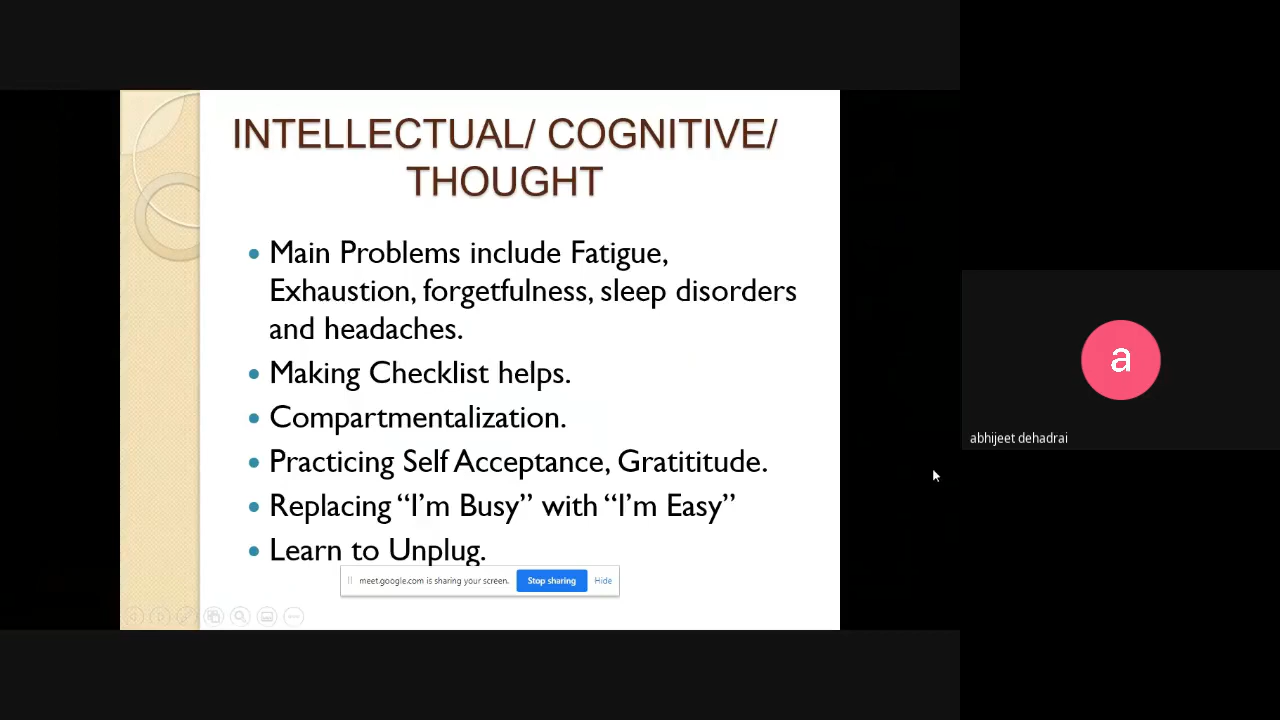 INTELLECTUAL/ COGNITIVE/
THOUGHT
• Main Problems include Fatigue,
Exhaustion, forgetfulness, sleep disorders
and headaches.
• Making Checklist helps.
• Compartmentalization.
• Practicing Self Acceptance, Gratititude.
• Replacing “I’m Busy” with “I’m Easy”
• Learn to Unplug.
meet.google.com is sharing your screen. Stop sharing Hide
a
abhijeet dehadrai